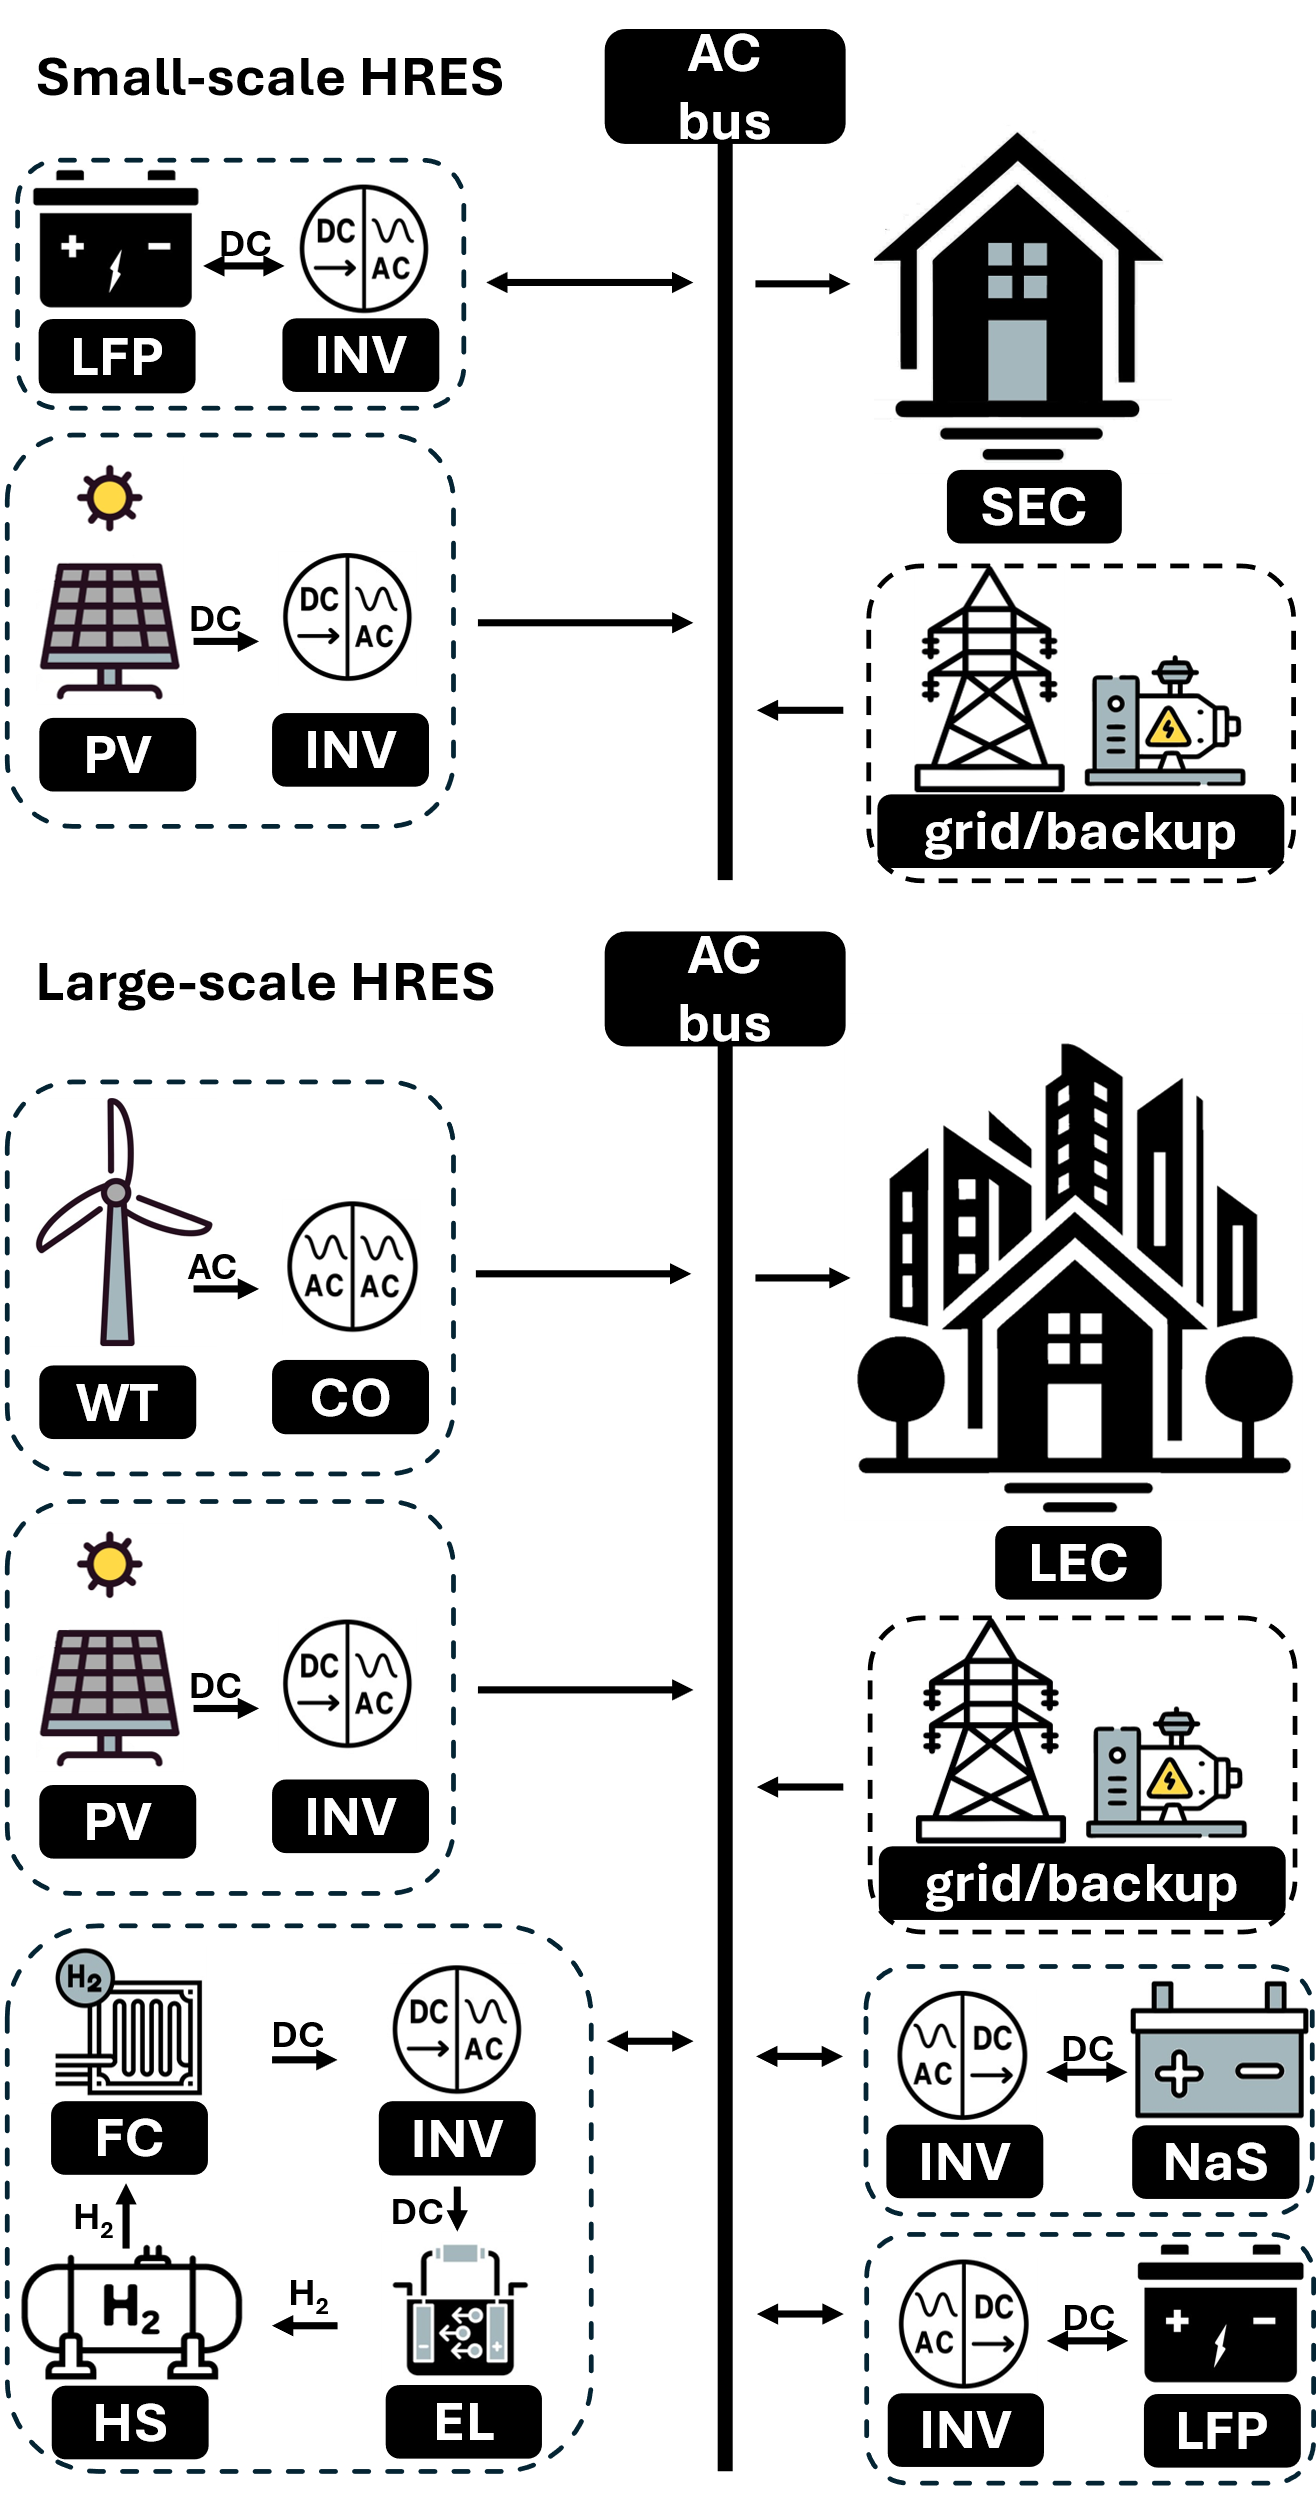 Small-scale HRES
AC
bus
DC
DC
AC
LFP
INV
SEC
DC
DC
AC
PV
INV
grid/backup
Large-scale HRES
AC
bus
AC
AC
AC
WT
CO
LEC
DC
DC
AC
PV
INV
grid/backup
H2
DC
DC
AC
FC
INV
H2
DC
H2
H2
HS
EL
AC
DC
DC
INV
NaS
AC
DC
DC
INV
LFP